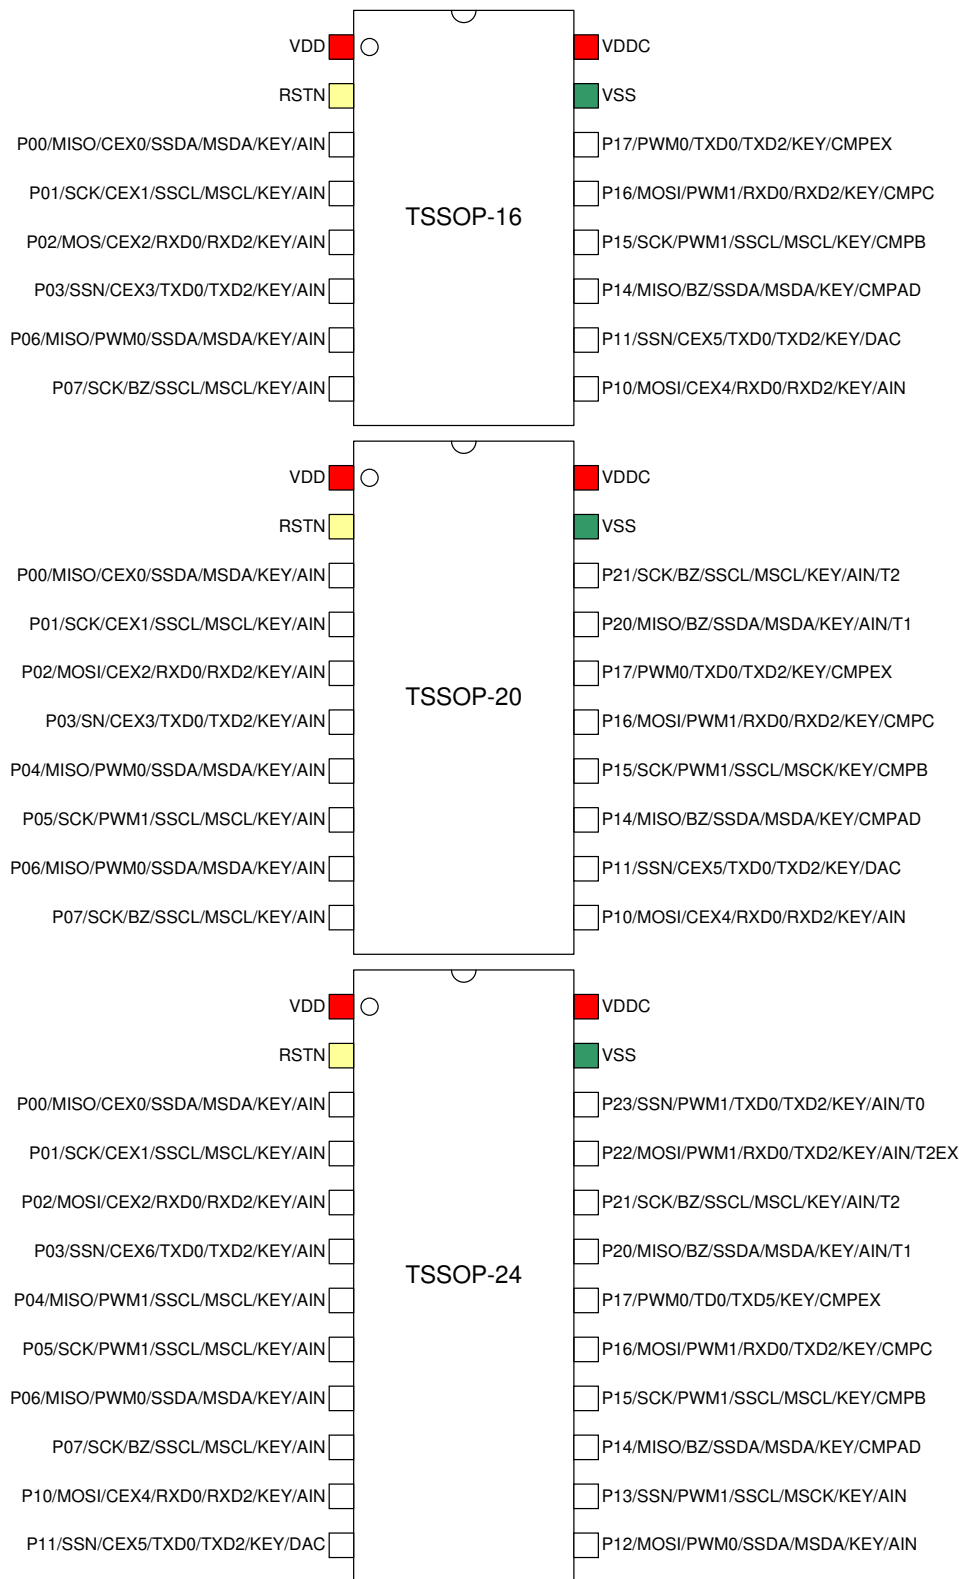 VDD VDDC
RSTN VSS
P00/MISO/CEX0/SSDA/MSDA/KEY/AIN P17/PWM0/TXD0/TXD2/KEY/CMPEX
P01/SCK/CEX1/SSCL/MSCL/KEY/AIN P16/MOSI/PWM1/RXD0/RXD2/KEY/CMPC
TSSOP-16
P02/MOS/CEX2/RXD0/RXD2/KEY/AIN P15/SCK/PWM1/SSCL/MSCL/KEY/CMPB
P03/SSN/CEX3/TXD0/TXD2/KEY/AIN P14/MISO/BZ/SSDA/MSDA/KEY/CMPAD
P06/MISO/PWM0/SSDA/MSDA/KEY/AIN P11/SSN/CEX5/TXD0/TXD2/KEY/DAC
P07/SCK/BZ/SSCL/MSCL/KEY/AIN P10/MOSI/CEX4/RXD0/RXD2/KEY/AIN
VDD VDDC
RSTN VSS
P00/MISO/CEX0/SSDA/MSDA/KEY/AIN P21/SCK/BZ/SSCL/MSCL/KEY/AIN/T2
P01/SCK/CEX1/SSCL/MSCL/KEY/AIN P20/MISO/BZ/SSDA/MSDA/KEY/AIN/T1
P02/MOSI/CEX2/RXD0/RXD2/KEY/AIN P17/PWM0/TXD0/TXD2/KEY/CMPEX
TSSOP-20
P03/SN/CEX3/TXD0/TXD2/KEY/AIN P16/MOSI/PWM1/RXD0/RXD2/KEY/CMPC
P04/MISO/PWM0/SSDA/MSDA/KEY/AIN P15/SCK/PWM1/SSCL/MSCK/KEY/CMPB
P05/SCK/PWM1/SSCL/MSCL/KEY/AIN P14/MISO/BZ/SSDA/MSDA/KEY/CMPAD
P06/MISO/PWM0/SSDA/MSDA/KEY/AIN P11/SSN/CEX5/TXD0/TXD2/KEY/DAC
P07/SCK/BZ/SSCL/MSCL/KEY/AIN P10/MOSI/CEX4/RXD0/RXD2/KEY/AIN
VDD VDDC
RSTN VSS
P00/MISO/CEX0/SSDA/MSDA/KEY/AIN P23/SSN/PWM1/TXD0/TXD2/KEY/AIN/T0
P01/SCK/CEX1/SSCL/MSCL/KEY/AIN P22/MOSI/PWM1/RXD0/TXD2/KEY/AIN/T2EX
P02/MOSI/CEX2/RXD0/RXD2/KEY/AIN P21/SCK/BZ/SSCL/MSCL/KEY/AIN/T2
P03/SSN/CEX6/TXD0/TXD2/KEY/AIN P20/MISO/BZ/SSDA/MSDA/KEY/AIN/T1
TSSOP-24
P04/MISO/PWM1/SSCL/MSCL/KEY/AIN P17/PWM0/TD0/TXD5/KEY/CMPEX
P05/SCK/PWM1/SSCL/MSCL/KEY/AIN P16/MOSI/PWM1/RXD0/TXD2/KEY/CMPC
P06/MISO/PWM0/SSDA/MSDA/KEY/AIN P15/SCK/PWM1/SSCL/MSCL/KEY/CMPB
P07/SCK/BZ/SSCL/MSCL/KEY/AIN P14/MISO/BZ/SSDA/MSDA/KEY/CMPAD
P10/MOSI/CEX4/RXD0/RXD2/KEY/AIN P13/SSN/PWM1/SSCL/MSCK/KEY/AIN
P11/SSN/CEX5/TXD0/TXD2/KEY/DAC P12/MOSI/PWM0/SSDA/MSDA/KEY/AIN